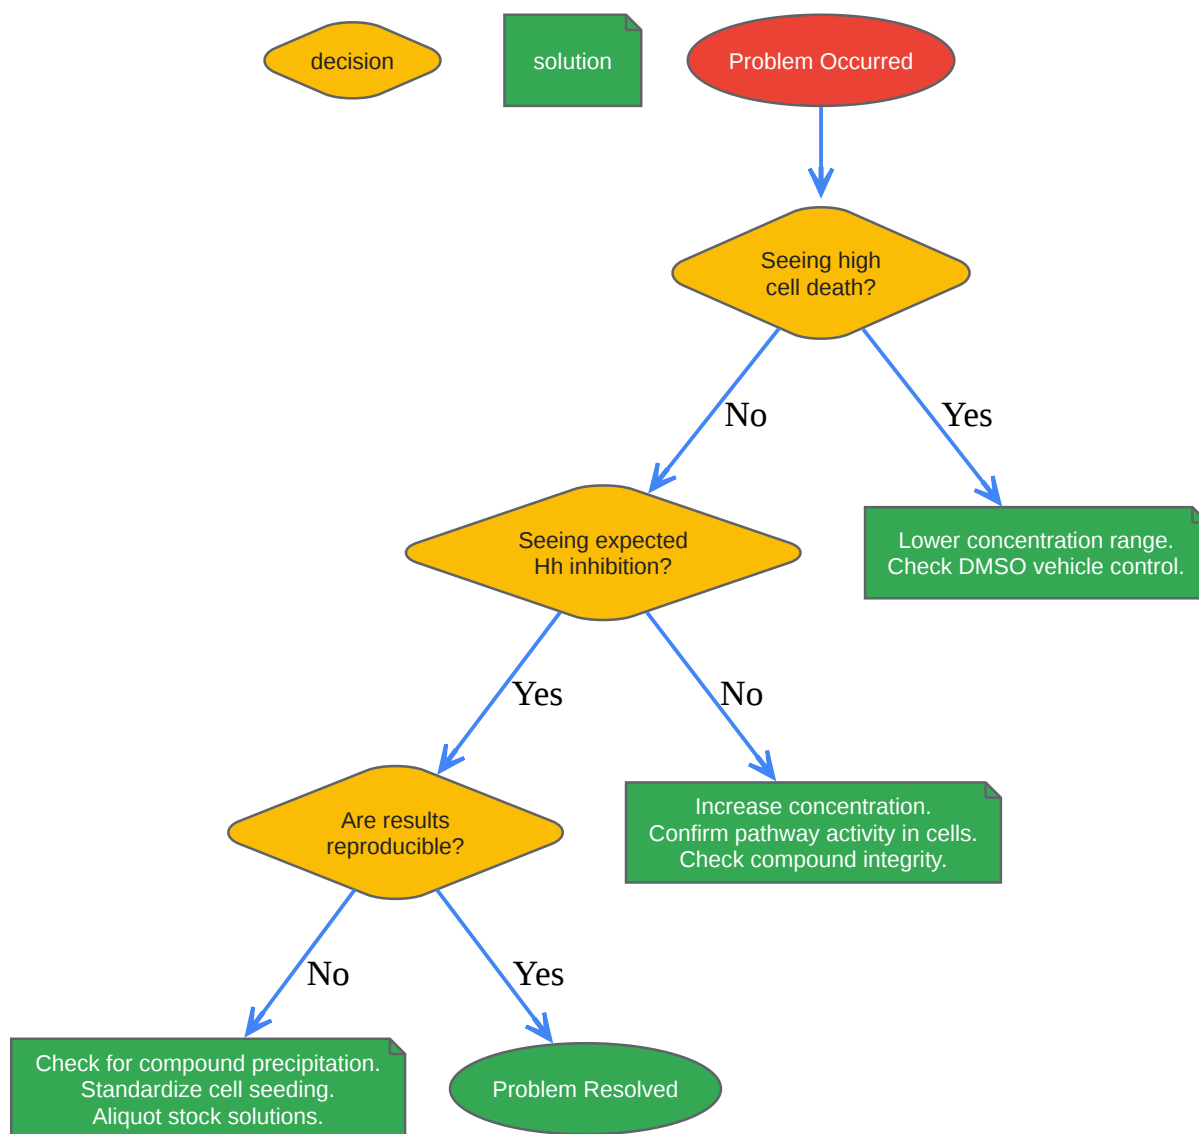 decision
solution
Problem Occurred
Seeing high
cell death?
No
Yes
Seeing expected
Hh inhibition?
Lower concentration range.
Check DMSO vehicle control.
Yes
No
Are results
reproducible?
Increase concentration.
Confirm pathway activity in cells.
Check compound integrity.
No
Yes
Check for compound precipitation.
Standardize cell seeding.
Aliquot stock solutions.
Problem Resolved